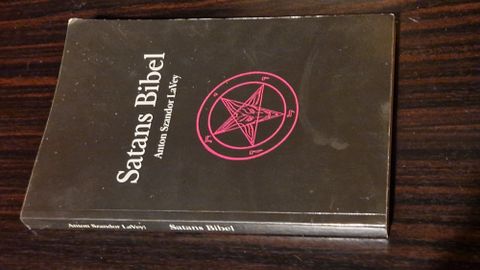 Satans Bibel
Anton Szandor LaVey
Anton Szandor LaVey: Satans Bibel